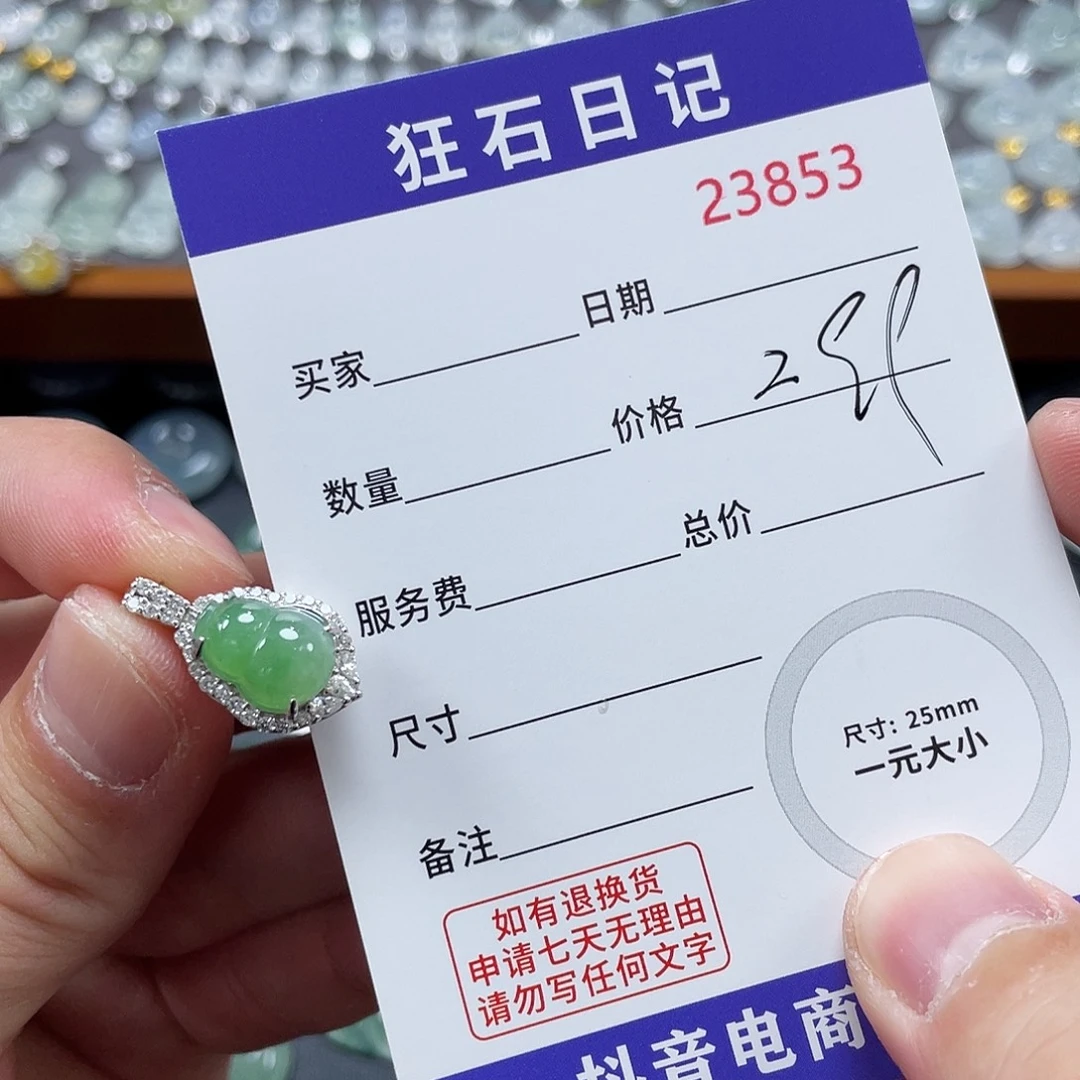 狂石日记
23853
买家 日期
数量 价格
服务费 总价
尺寸
备注
尺寸: 25mm
一元大小
如有退换货
申请七天无理由
请勿写任何文字
抖音电商